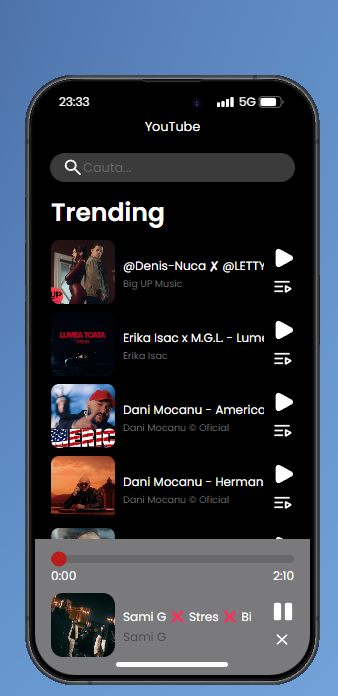 23:33 5G
YouTube
Cauta...
Trending
@Denis-Nuca ✗ @LETTY
Big UP Music
UP
LUMEA TOATA
Erika Isac x M.G.L. - Lume
Erika Isac
Dani Mocanu - America
Dani Mocanu © Oficial
ERIC
Dani Mocanu - Herman
Dani Mocanu © Oficial
0:00 2:10
Sami G ❌ Stres ❌ Bi
Sami G